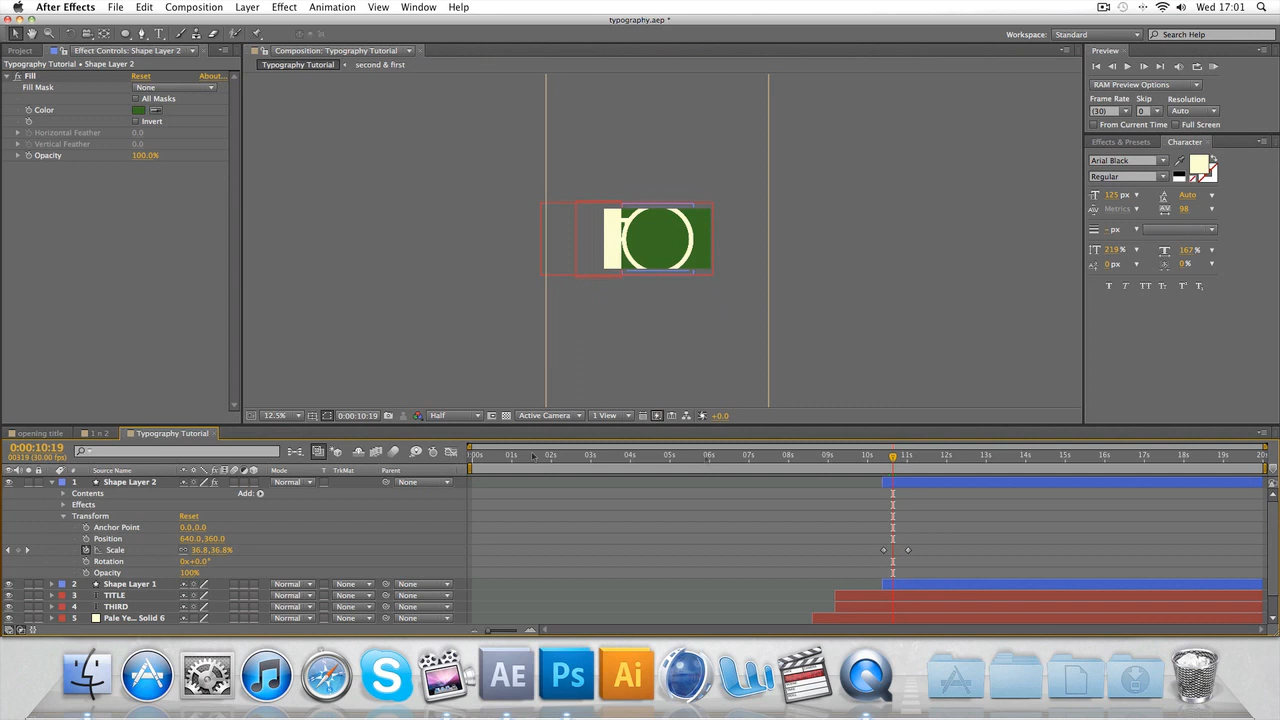 After Effects File Edit Composition Layer Effect Animation View Window Help Wed 17:01
typography.aep *
Workspace: Standard Search Help
Project Effect Controls: Shape Layer 2 Composition: Typography Tutorial Preview
Typography Tutorial • Shape Layer 2 Typography Tutorial second & first
Fill Reset About...
Fill Mask None
All Masks
Color
Invert
Horizontal Feather 0.0
Vertical Feather 0.0
Opacity 100.0%
RAM Preview Options
Frame Rate Skip Resolution
(30) 0 Auto
From Current Time Full Screen
Effects & Presets Character
Arial Black
Regular
125 px Auto
Metrics 98
- px
219 % 167 %
0 px 0 %
T T TT Tt T' T,
12.5% 0:00:10:19 Half Active Camera 1 View +0.0
opening title 1 n 2 Typography Tutorial
0:00:10:19
00319 (30.00 fps)
:00s 01s 02s 03s 04s 05s 06s 07s 08s 09s 10s 11s 12s 13s 14s 15s 16s 17s 18s 19s 20s
# Source Name Mode T TrkMat Parent
1 Shape Layer 2 Normal None
Contents Add:
Effects
Transform Reset
Anchor Point 0.0,0.0
Position 640.0,360.0
Scale 36.8,36.8%
Rotation 0x+0.0°
Opacity 100%
2 Shape Layer 1 Normal None None
3 T TITLE Normal None None
4 T THIRD Normal None None
5 Pale Ye... Solid 6 Normal None None
AE Ps Ai